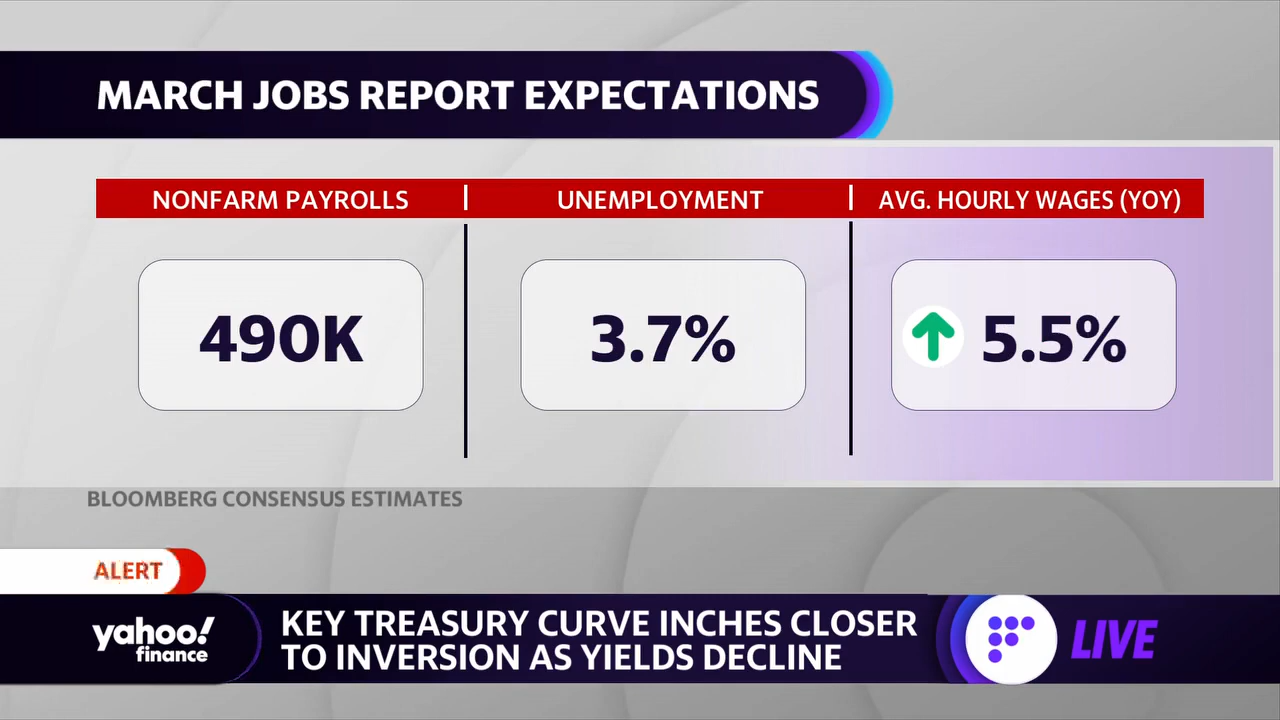 MARCH JOBS REPORT EXPECTATIONS
NONFARM PAYROLLS
UNEMPLOYMENT
AVG. HOURLY WAGES (YOY)
490K
3.7%
5.5%
BLOOMBERG CONSENSUS ESTIMATES
ALERT
yahoo!
finance
KEY TREASURY CURVE INCHES CLOSER
TO INVERSION AS YIELDS DECLINE
LIVE